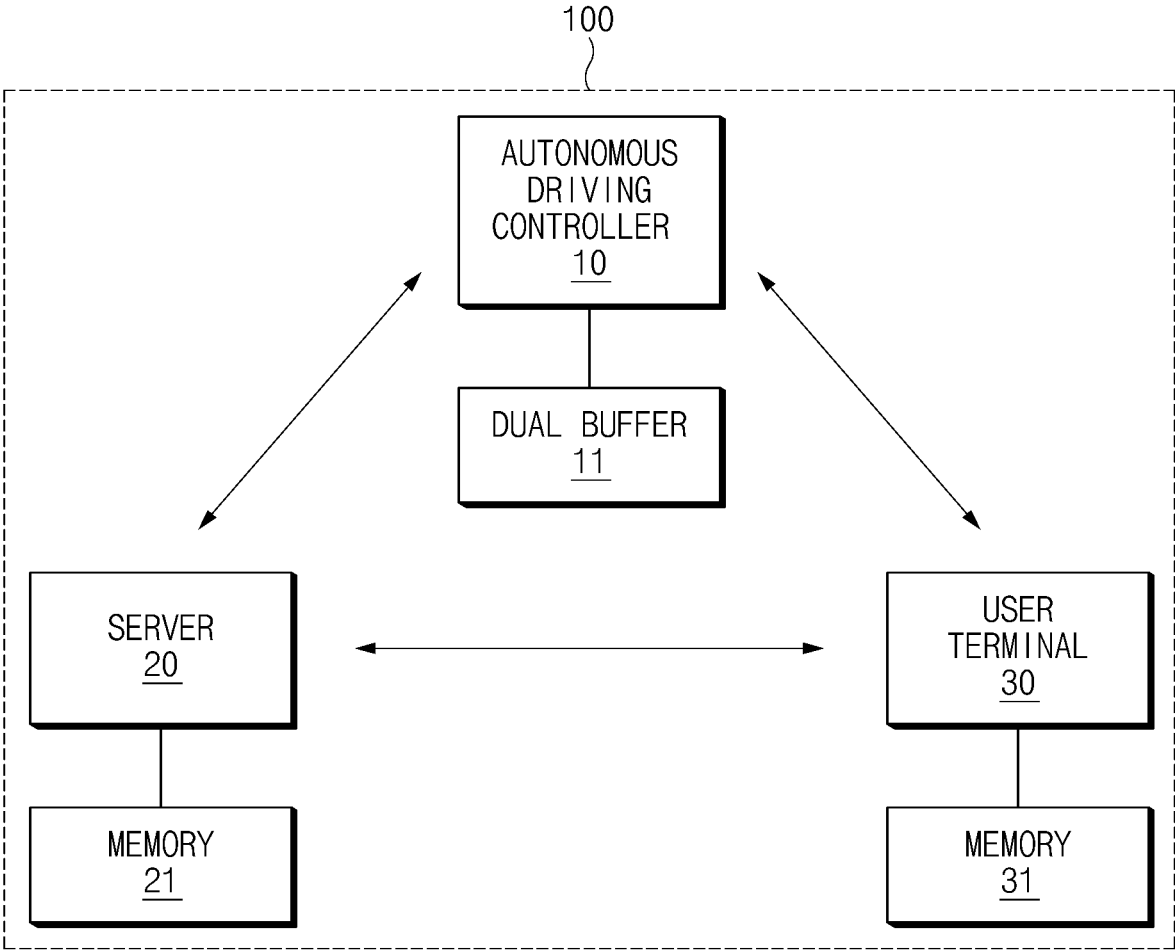 100
AUTONOMOUS
DRIVING
CONTROLLER
10
DUAL BUFFER
11
SERVER
20
USER
TERMINAL
30
MEMORY
21
MEMORY
31